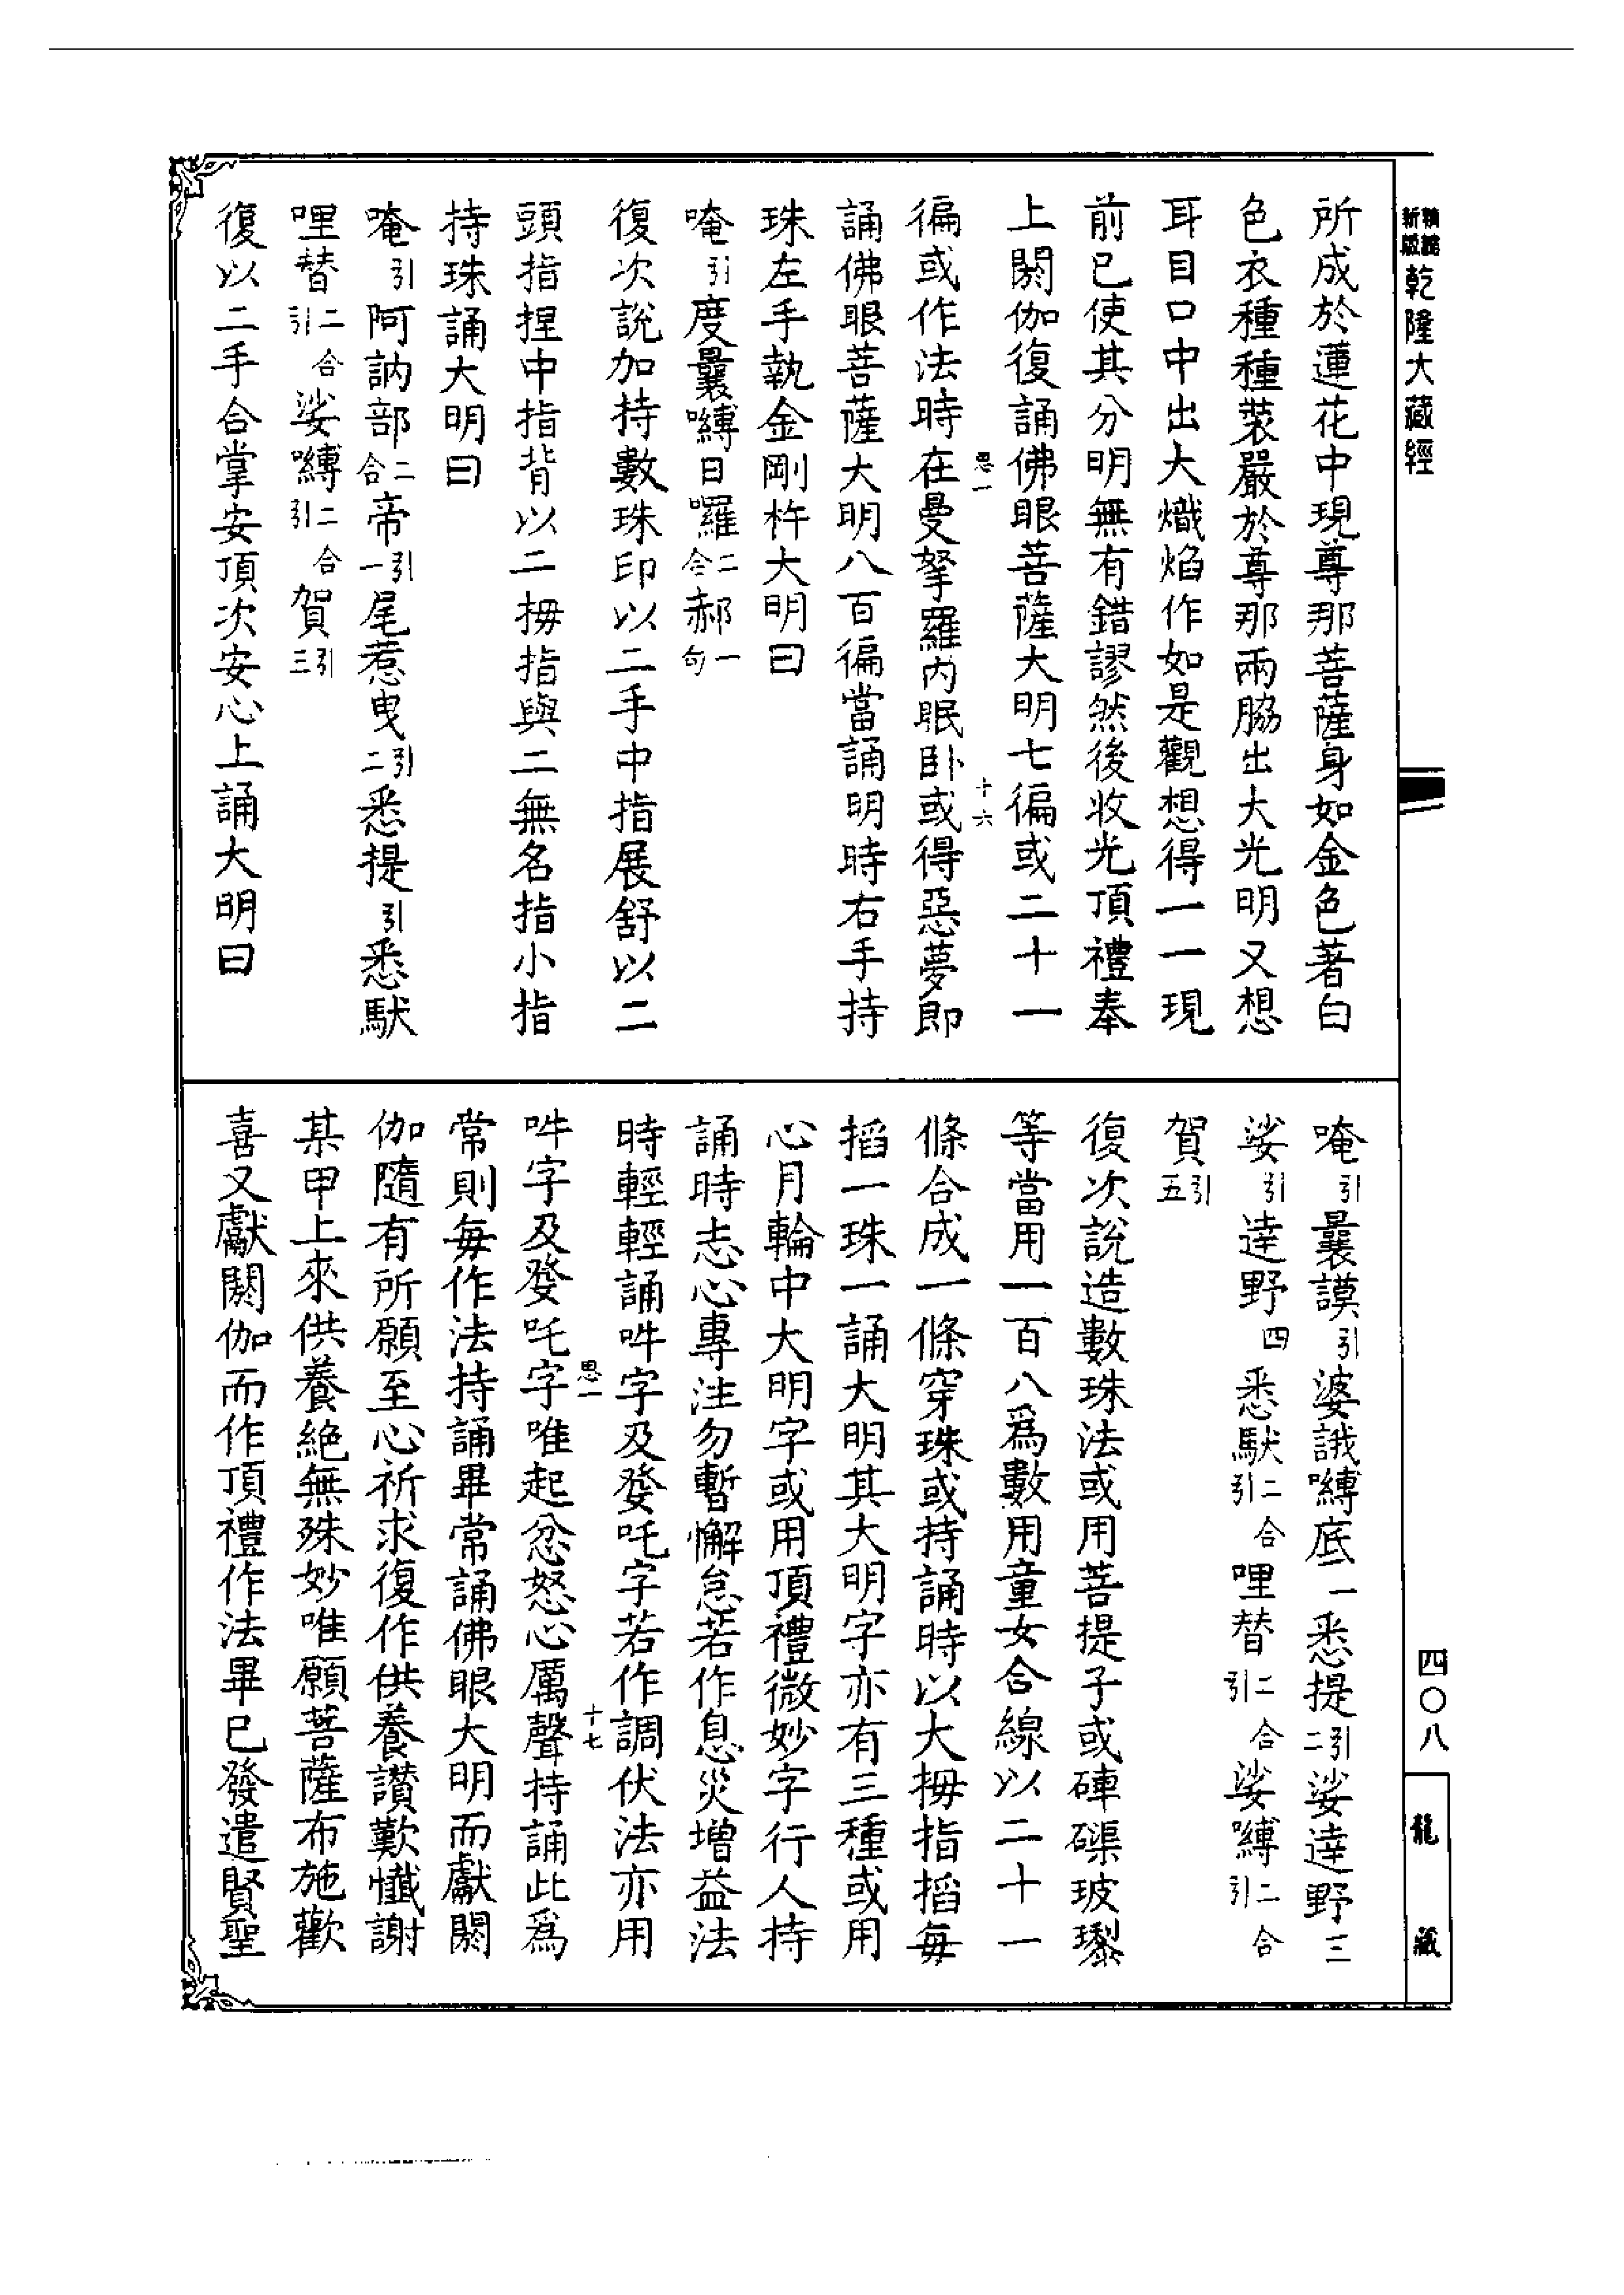 乾隆大藏經
所成於蓮花中現尊那菩薩身如金色著白
色衣種種裝嚴於尊那兩脇出大光明又想
耳目口中出大熾焰作如是觀想得一一現
前已使其分明無有錯謬然後收光頂禮奉
上閼伽復誦佛眼菩薩大明七徧或二十一
思一 十六
徧或作法時在曼拏羅內眠臥或得惡夢即
誦佛眼菩薩大明八百徧當誦明時右手持
珠左手執金剛杵大明曰
唵引度曩嚩日囉二合郝一句
復次說加持數珠印以二手中指展舒以二
頭指捏中指背以二拇指與二無名指小指
持珠誦大明曰
唵引阿訥部二合帝引一尾惹曳引二悉提引悉馱
哩替二合引娑嚩二合引賀引三
復以二手合掌安頂次安心上誦大明曰
唵引曩謨引婆誐嚩底一悉提引二娑達野三
娑引達野四悉馱二合引哩替二合引娑嚩二合引
賀引五
復次說造數珠法或用菩提子或硨磲玻瓈
等當用一百八爲數用童女合線以二十一
條合成一條穿珠或持誦時以大拇指搯每
搯一珠一誦大明其大明字亦有三種或用
心月輪中大明字或用頂禮微妙字行人持
誦時志心專注勿暫懈怠若作息災增益法
時輕輕誦吽字及癹吒字若作調伏法亦用
思一 十七
吽字及癹吒字唯起忿怒心厲聲持誦此爲
常則每作法持誦畢常誦佛眼大明而獻閼
伽隨有所願至心祈求復作供養讚歎懺謝
某甲上來供養絕無殊妙唯願菩薩布施歡
喜又獻閼伽而作頂禮作法畢已發遣賢聖
四〇八
龍藏